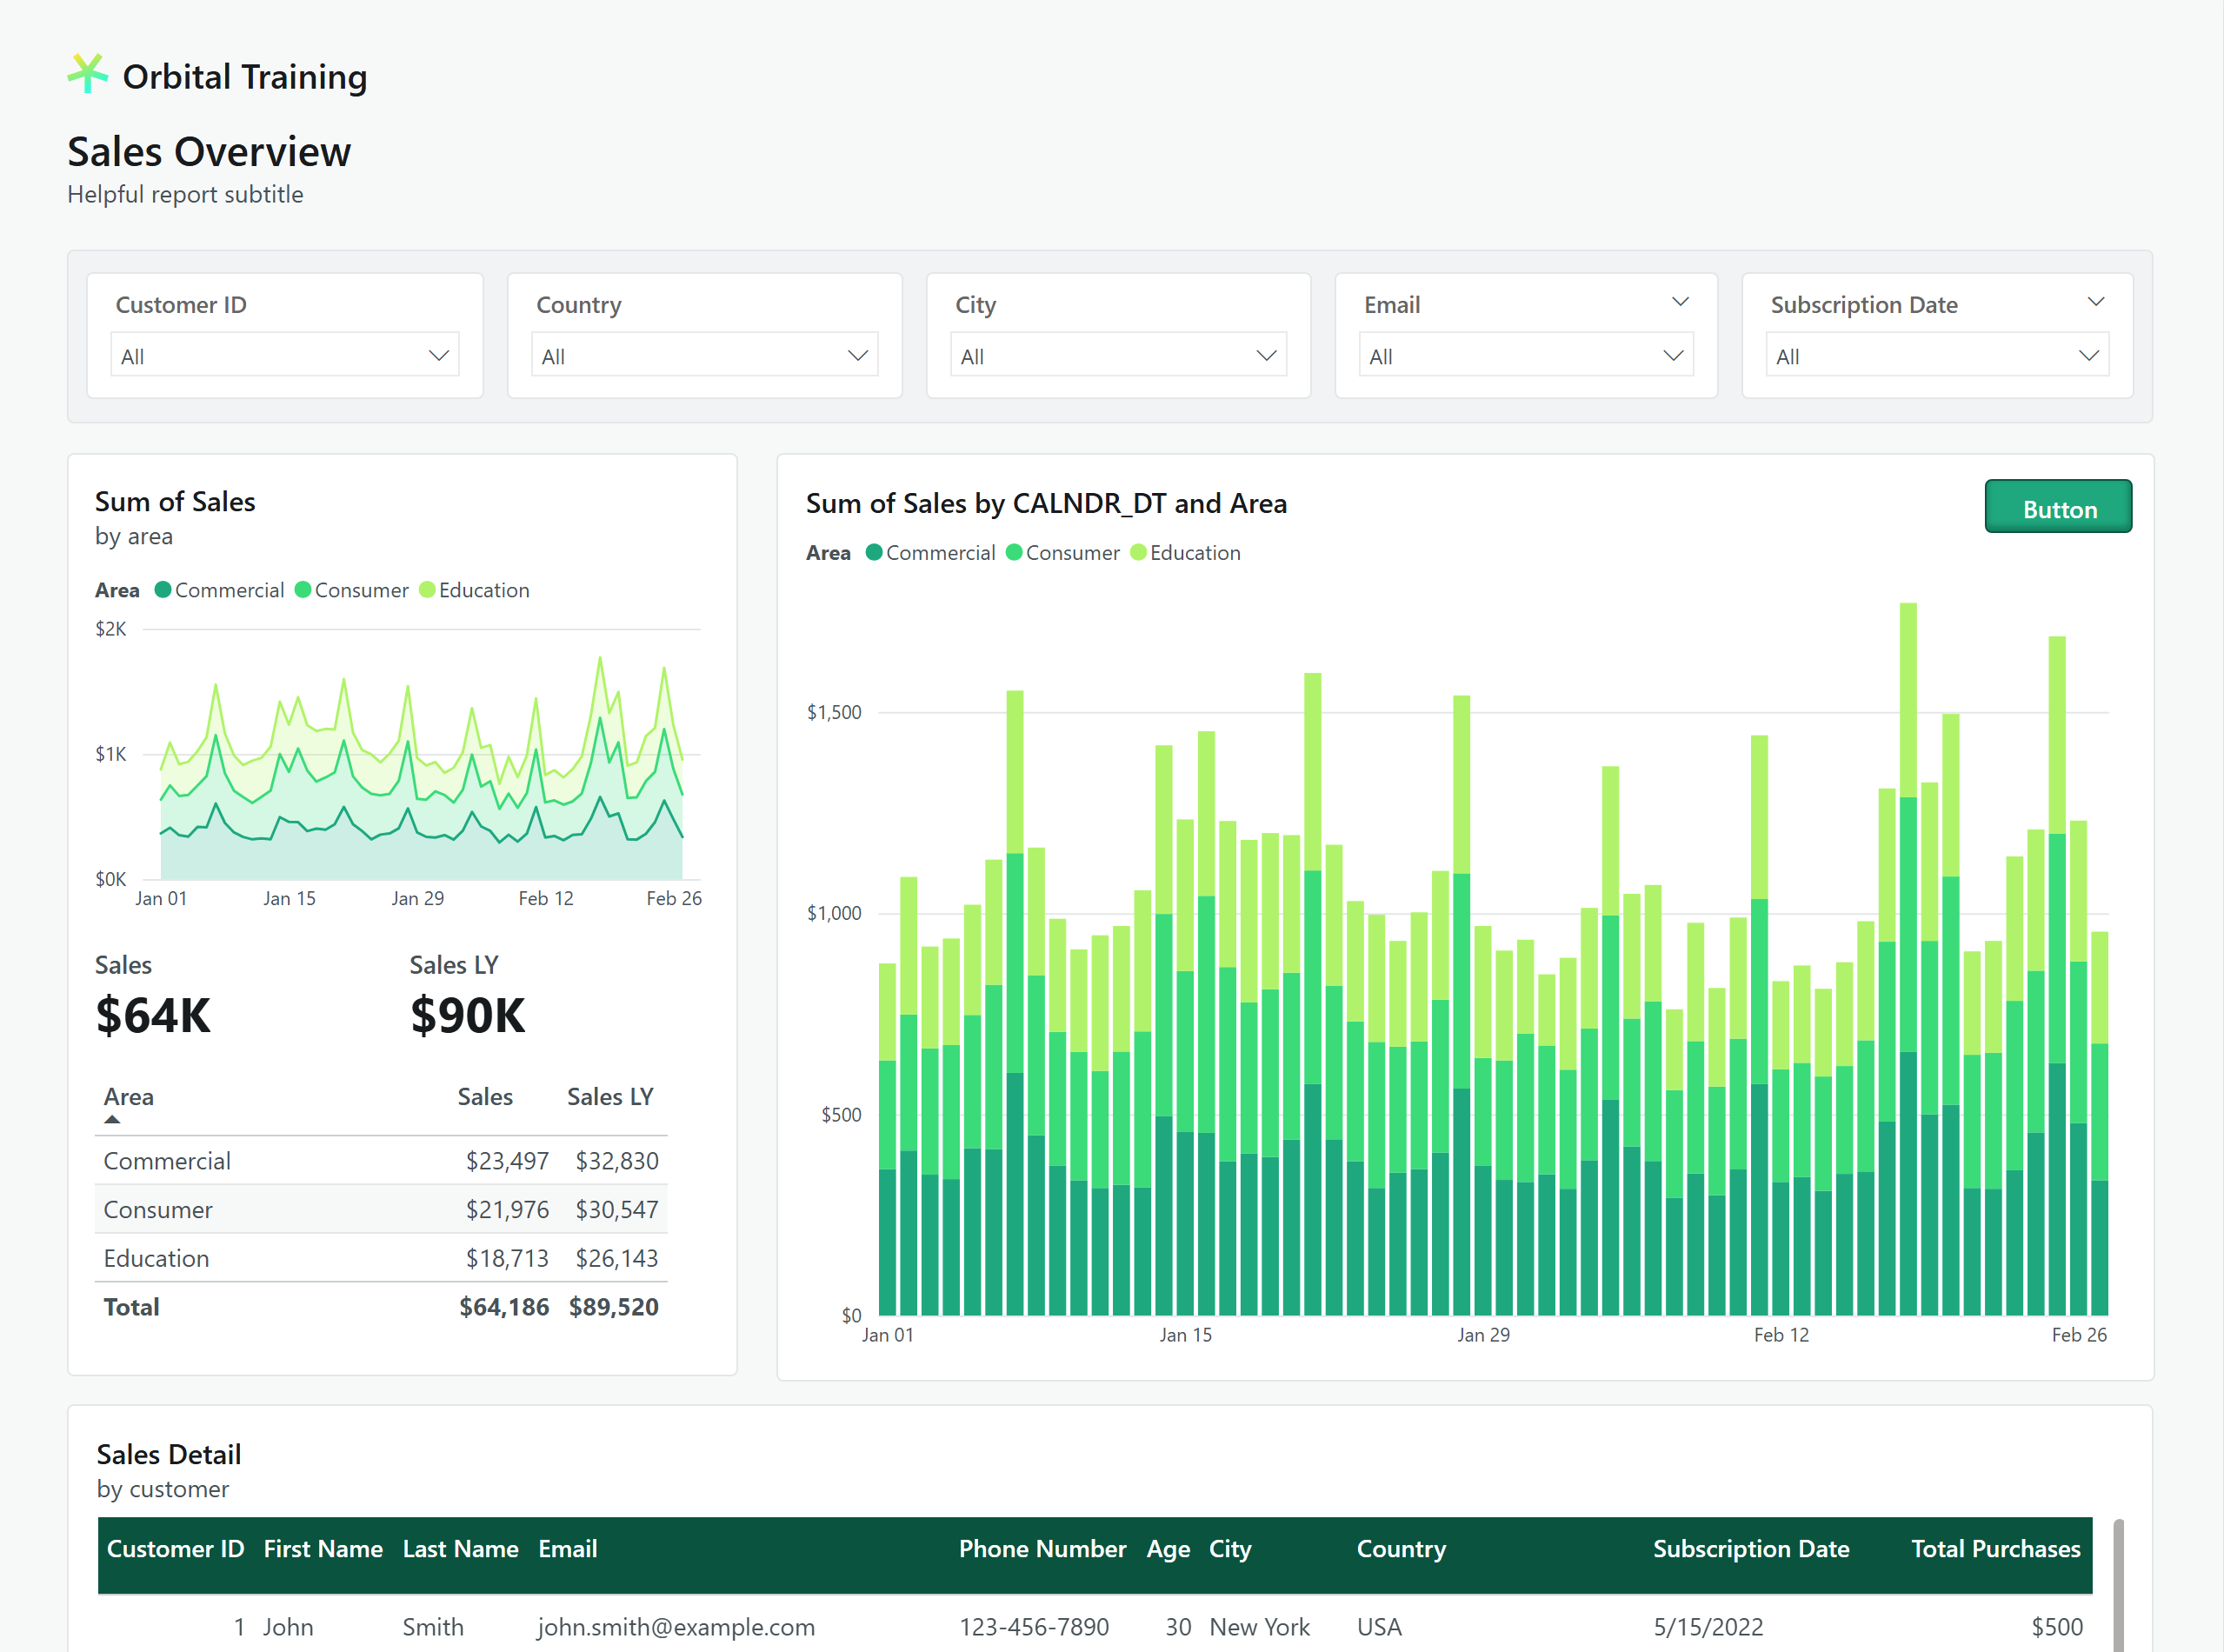 Orbital Training
Sales Overview
Helpful report subtitle
Customer ID
All
Country
All
City
All
Email
All
Subscription Date
All
Sum of Sales
by area
Area Commercial Consumer Education
$2K
$1K
$0K
Jan 01 Jan 15 Jan 29 Feb 12 Feb 26
Sales Sales LY
$64K $90K
Area Sales Sales LY
Commercial $23,497 $32,830
Consumer $21,976 $30,547
Education $18,713 $26,143
Total $64,186 $89,520
Sum of Sales by CALNDR_DT and Area
Button
Area Commercial Consumer Education
$1,500
$1,000
$500
$0
Jan 01 Jan 15 Jan 29 Feb 12 Feb 26
Sales Detail
by customer
Customer ID First Name Last Name Email Phone Number Age City Country Subscription Date Total Purchases
1 John Smith john.smith@example.com 123-456-7890 30 New York USA 5/15/2022 $500